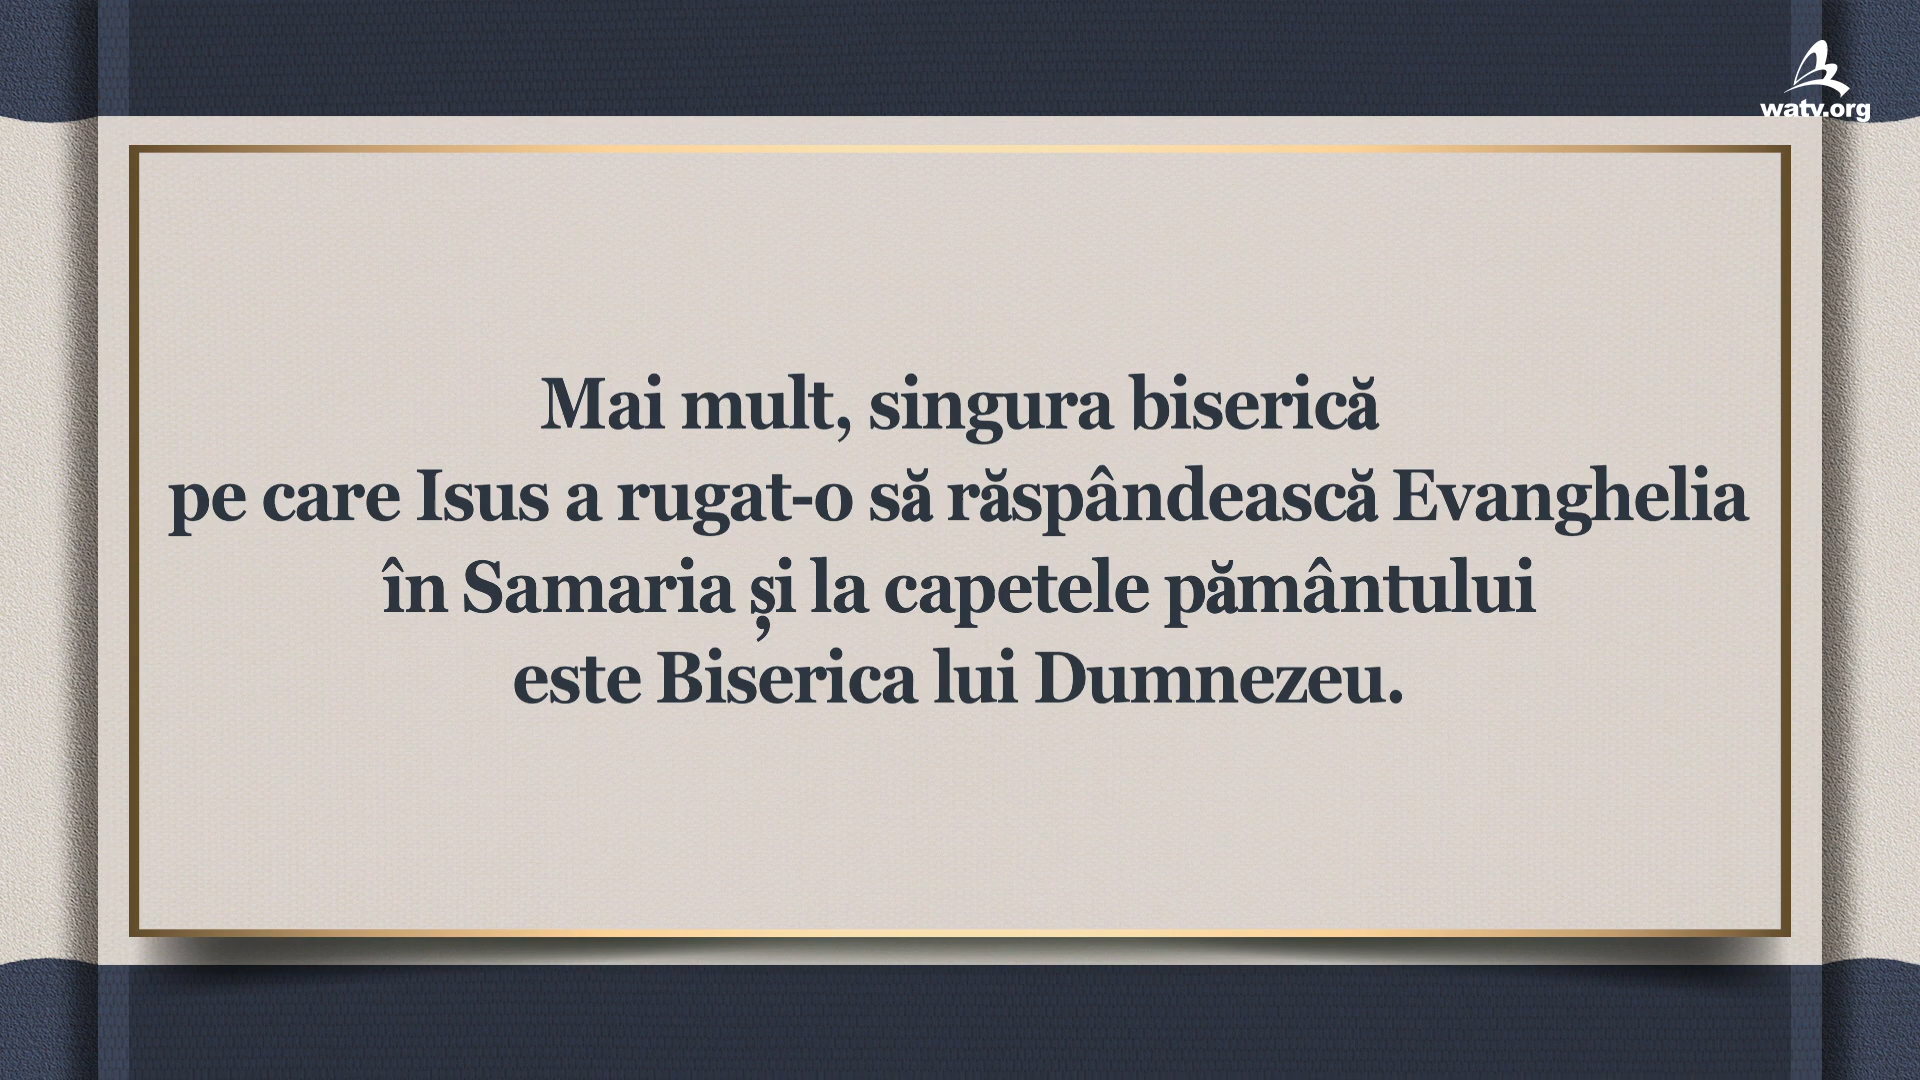 watv.org
Mai mult, singura biserică
pe care Isus a rugat-o să răspândească Evanghelia
în Samaria și la capetele pământului
este Biserica lui Dumnezeu.